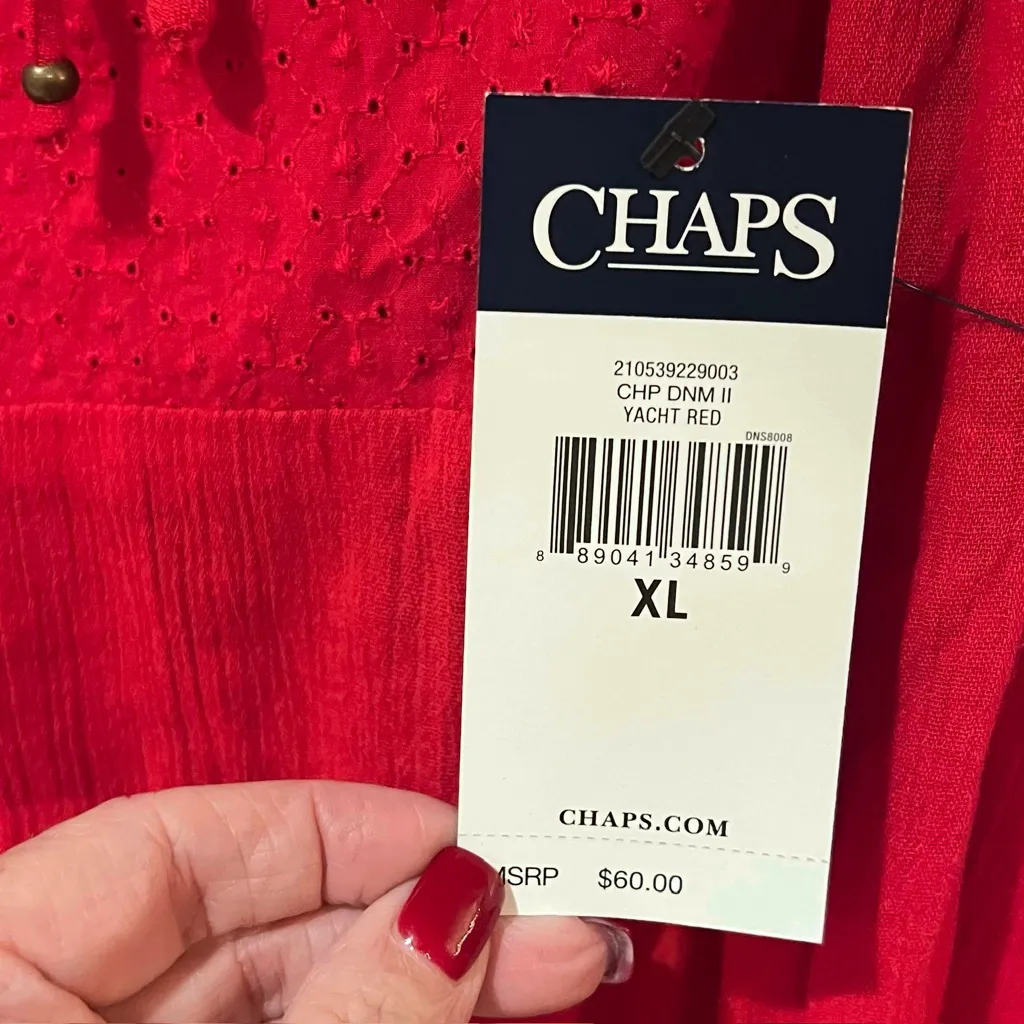 CHAPS
210539229003
CHP DNM II
YACHT RED
DNS8008
8 89041 34859 9
XL
CHAPS.COM
MSRP $60.00